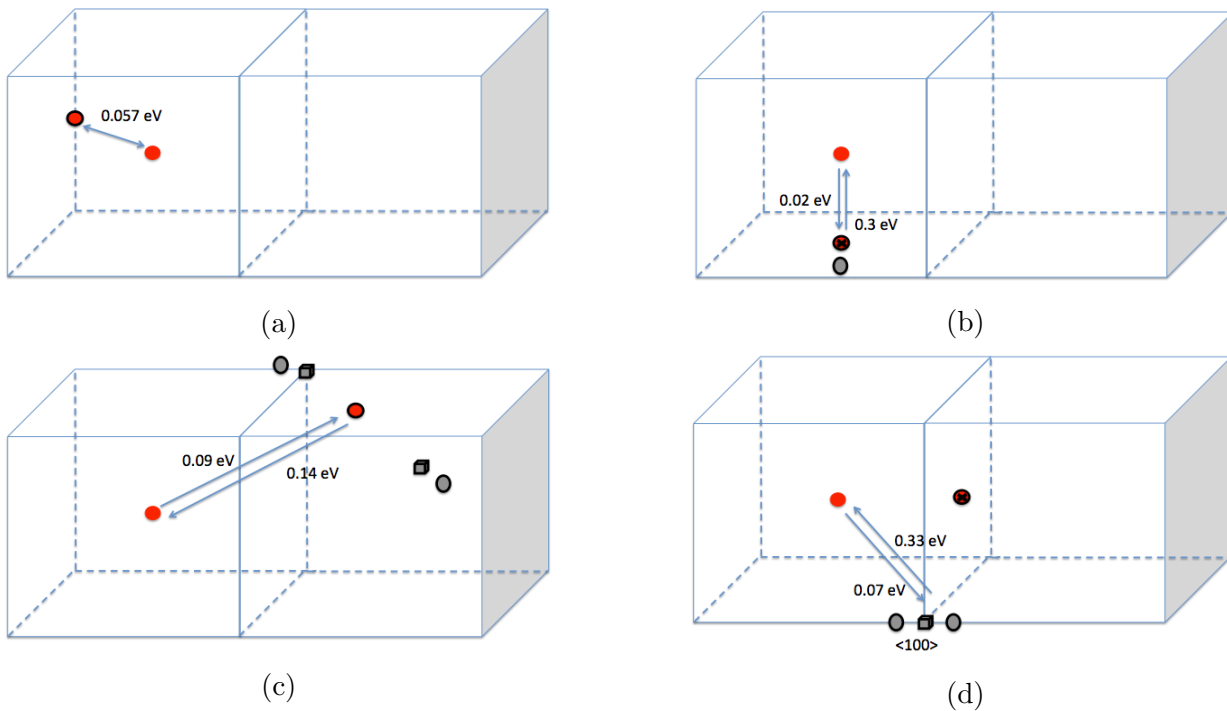 0.057 eV
(a)
0.02 eV
0.3 eV
(b)
0.09 eV
0.14 eV
(c)
0.33 eV
0.07 eV
<100>
(d)